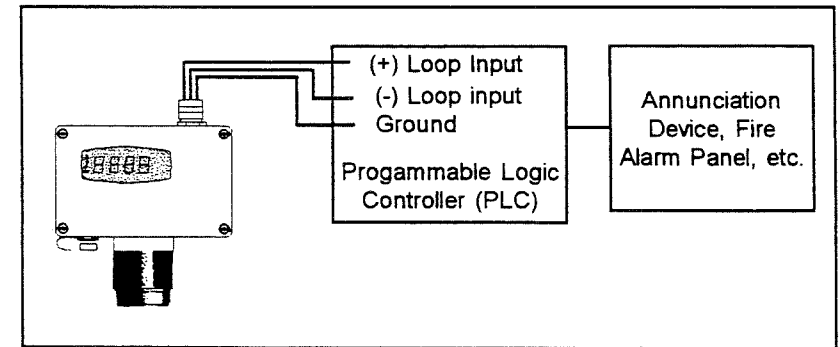 (+) Loop Input
(-) Loop input
Ground
Progammable Logic
Controller (PLC)
Annunciation
Device, Fire
Alarm Panel, etc.